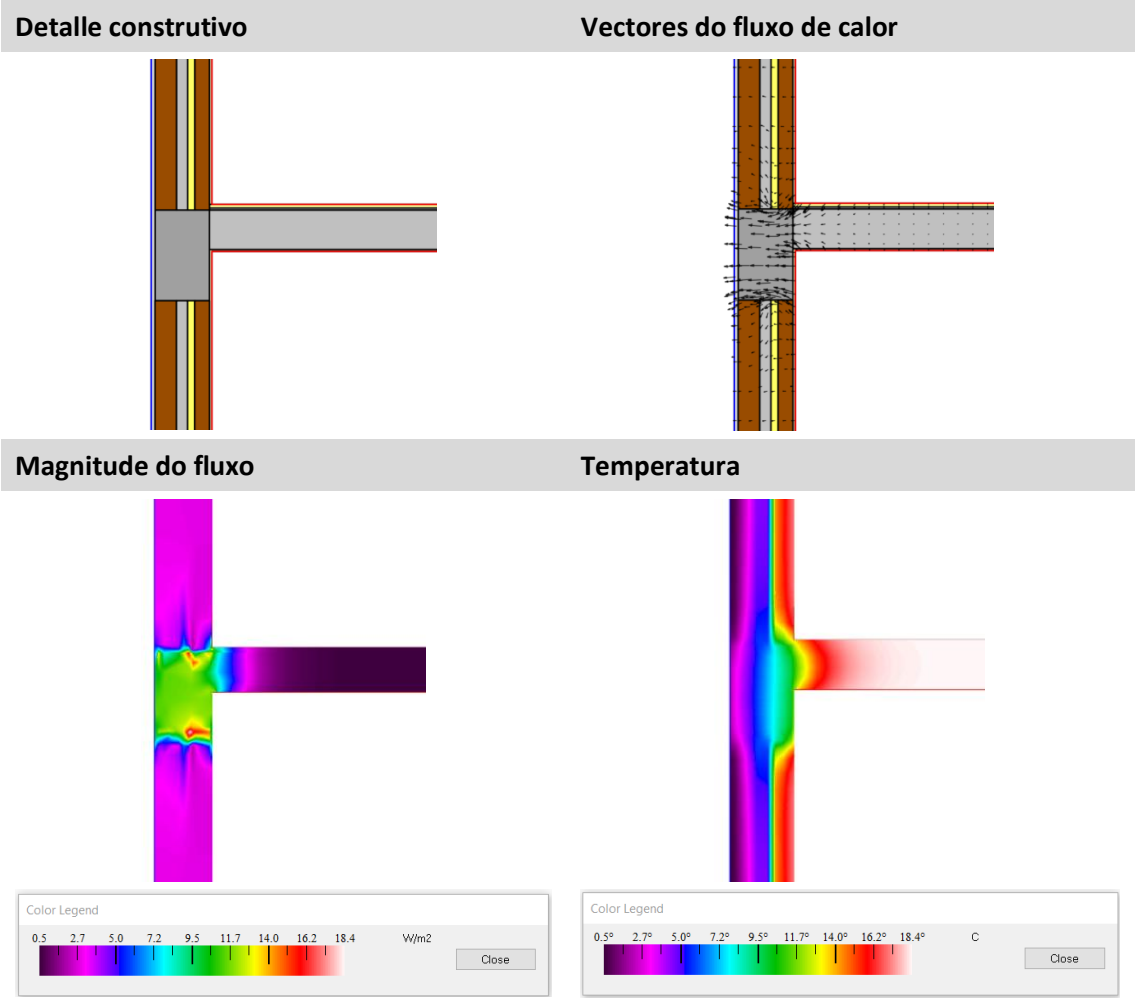 Detalle construtivo
Vectores do fluxo de calor
Magnitude do fluxo
Temperatura
Color Legend
0.5 2.7 5.0 7.2 9.5 11.7 14.0 16.2 18.4 W/m2
Close
Color Legend
0.5° 2.7° 5.0° 7.2° 9.5° 11.7° 14.0° 16.2° 18.4° C
Close